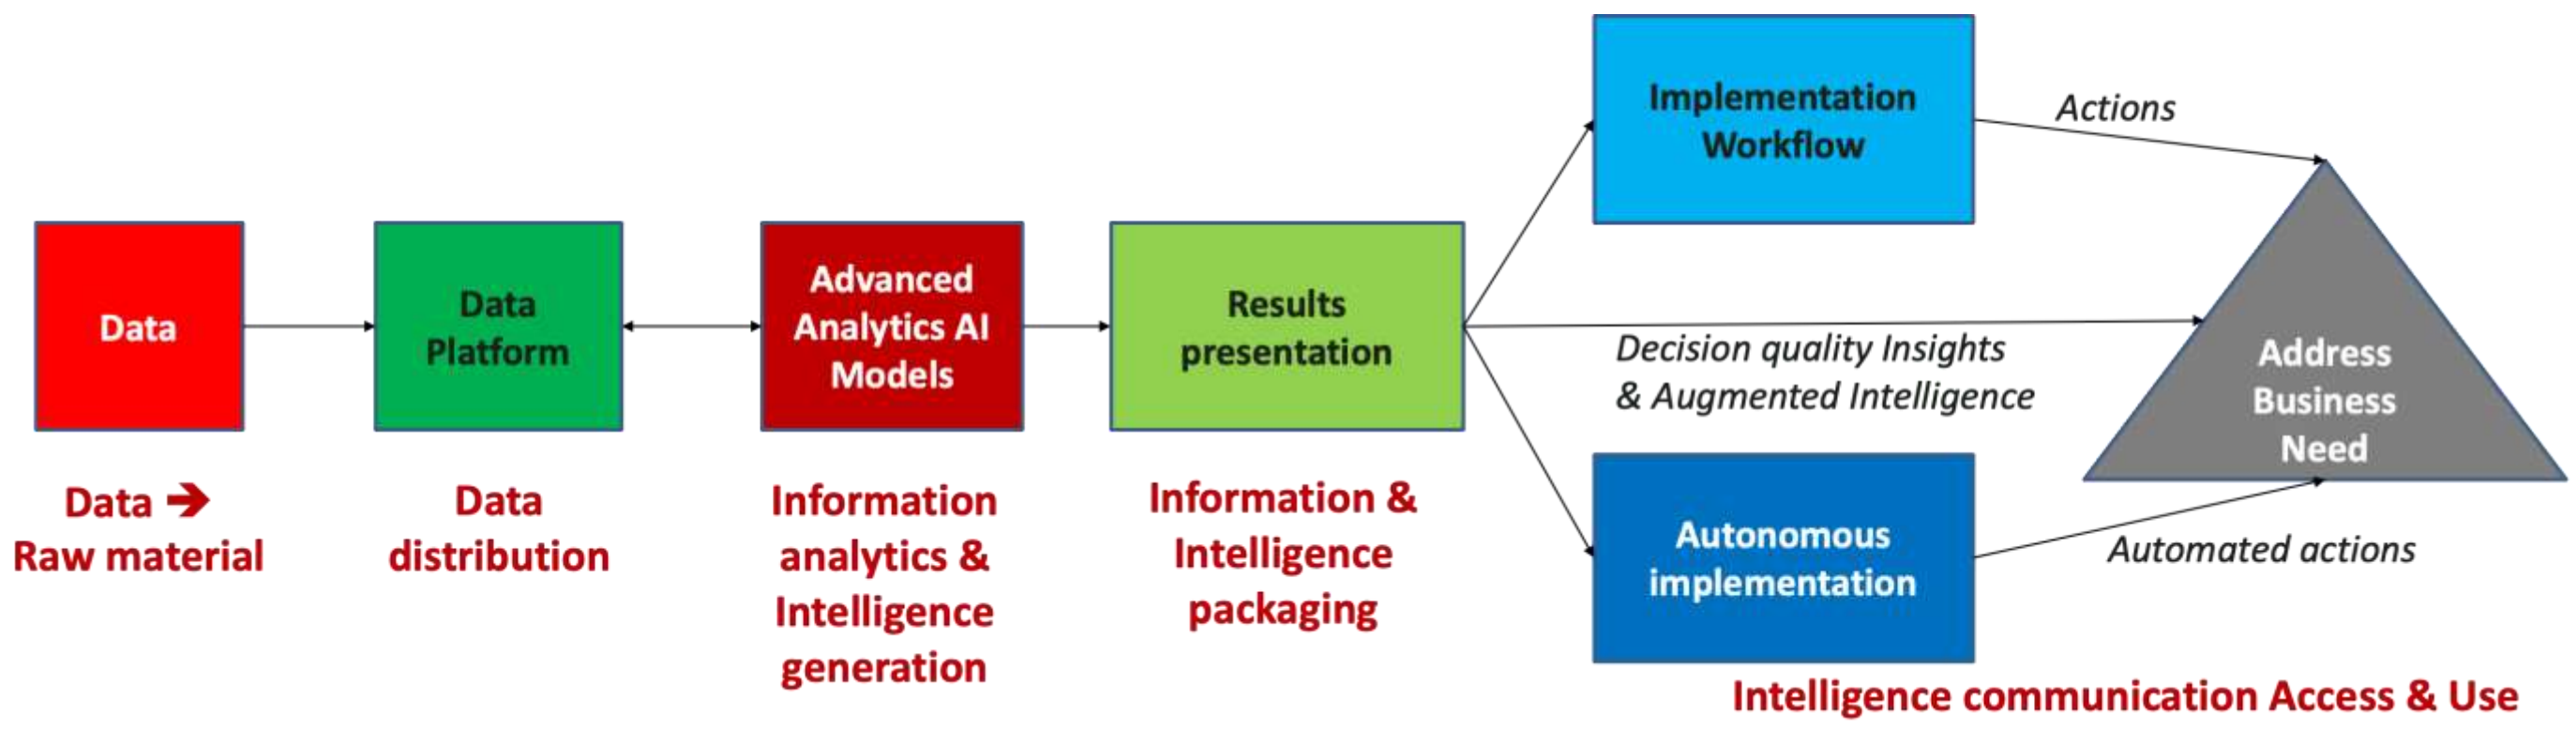 Data
Data
Platform
Advanced
Analytics AI
Models
Results
presentation
Implementation
Workflow
Actions
Decision quality Insights
& Augmented Intelligence
Autonomous
implementation
Automated actions
Address
Business
Need
Data ➔
Raw material
Data
distribution
Information
analytics &
Intelligence
generation
Information &
Intelligence
packaging
Intelligence communication Access & Use